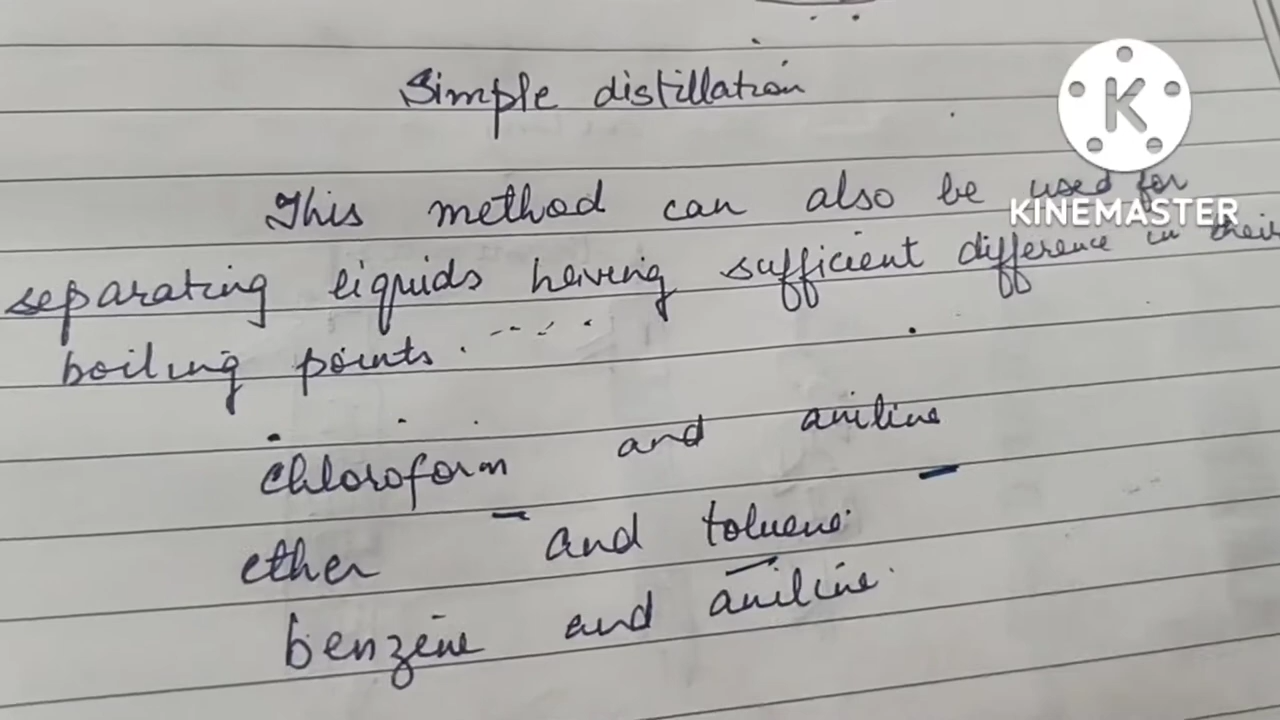 Simple distillation
This method can also be used for
KINEMASTER
separating liquids having sufficient difference in their
boiling points.
chloroform and aniline
ether and toluene.
benzene and aniline.